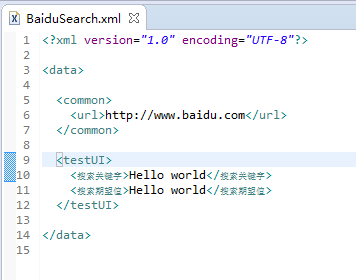 BaiduSearch.xml
1 <?xml version="1.0" encoding="UTF-8"?>
2
3 <data>
4
5 <common>
6 <url>http://www.baidu.com</url>
7 </common>
8
9 <testUI>
10 <搜索关键字>Hello world</搜索关键字>
11 <搜索期望值>Hello world</搜索期望值>
12 </testUI>
13
14 </data>
15